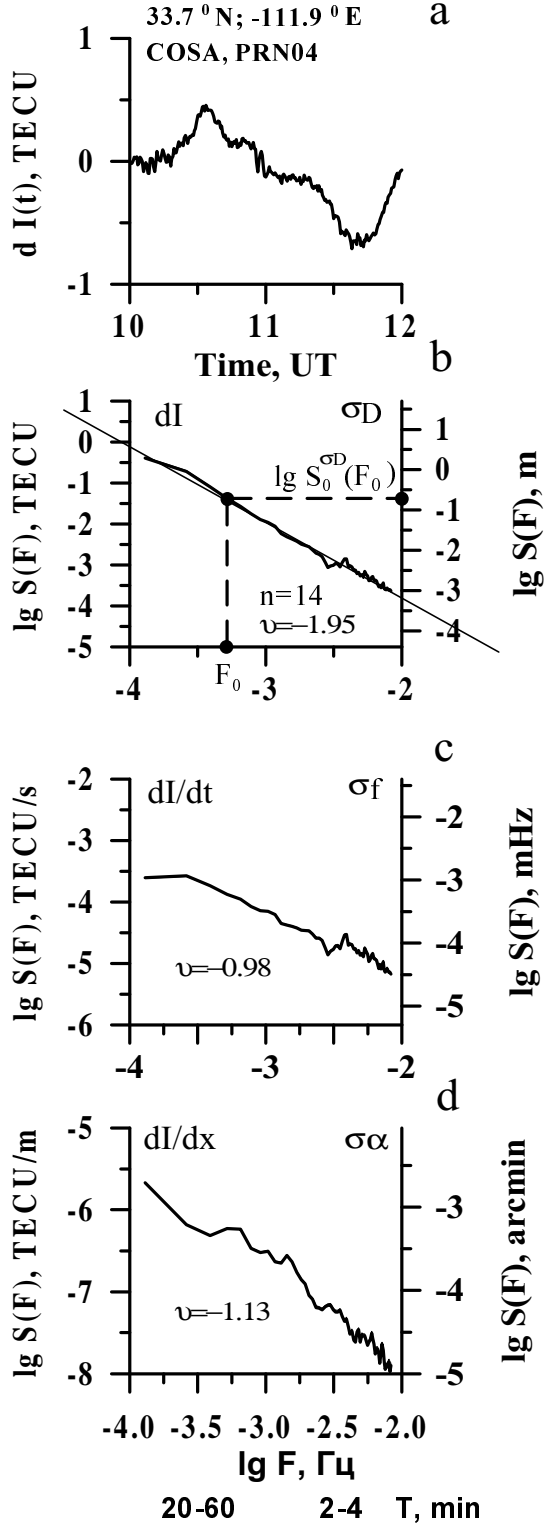 33.7 ⁰ N; -111.9 ⁰ E
a
COSA, PRN04
d I(t), TECU
1
0
-1
10
11
12
Time, UT
b
dI
σD
lg S(F), TECU
1
0
-1
-2
-3
-4
-5
lg S₀^σD(F₀)
n=14
υ=−1.95
F₀
1
0
-1
-2
-3
-4
lg S(F), m
-4
-3
-2
c
dI/dt
σf
lg S(F), TECU/s
-2
-3
-4
-5
-6
υ=−0.98
-2
-3
-4
-5
lg S(F), mHz
-4
-3
-2
d
dI/dx
σα
lg S(F), TECU/m
-5
-6
-7
-8
υ=−1.13
-3
-4
-5
lg S(F), arcmin
-4.0 -3.5 -3.0 -2.5 -2.0
lg F, Гц
20-60 2-4 T, min